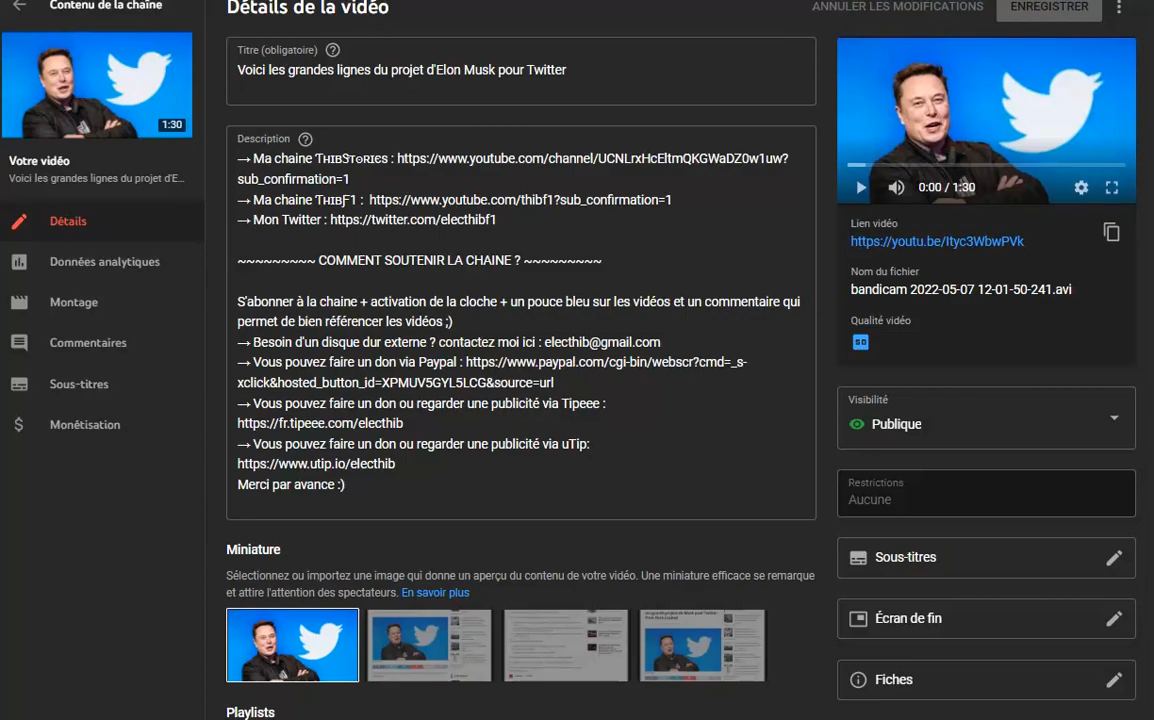 Contenu de la chaîne
1:30
Votre vidéo
Voici les grandes lignes du projet d'E...
Détails
Données analytiques
Montage
Commentaires
Sous-titres
Monétisation
Détails de la vidéo
ANNULER LES MODIFICATIONS
ENREGISTRER
Titre (obligatoire)
Voici les grandes lignes du projet d'Elon Musk pour Twitter
Description
→ Ma chaine ƬʜɪʙSᴛᴏʀɪᴇs : https://www.youtube.com/channel/UCNLrxHcEltmQKGWaDZ0w1uw?
sub_confirmation=1
→ Ma chaine ƬʜɪʙƑ1 : https://www.youtube.com/thibf1?sub_confirmation=1
→ Mon Twitter : https://twitter.com/electhibf1
~~~~~~~~~ COMMENT SOUTENIR LA CHAINE ? ~~~~~~~~~
S'abonner à la chaine + activation de la cloche + un pouce bleu sur les vidéos et un commentaire qui
permet de bien référencer les vidéos ;)
→ Besoin d'un disque dur externe ? contactez moi ici : electhib@gmail.com
→ Vous pouvez faire un don via Paypal : https://www.paypal.com/cgi-bin/webscr?cmd=_s-
xclick&hosted_button_id=XPMUV5GYL5LCG&source=url
→ Vous pouvez faire un don ou regarder une publicité via Tipeee :
https://fr.tipeee.com/electhib
→ Vous pouvez faire un don ou regarder une publicité via uTip:
https://www.utip.io/electhib
Merci par avance :)
Miniature
Sélectionnez ou importez une image qui donne un aperçu du contenu de votre vidéo. Une miniature efficace se remarque
et attire l'attention des spectateurs. En savoir plus
Playlists
0:00 / 1:30
Lien vidéo
https://youtu.be/Ityc3WbwPVk
Nom du fichier
bandicam 2022-05-07 12-01-50-241.avi
Qualité vidéo
SD
Visibilité
Publique
Restrictions
Aucune
Sous-titres
Écran de fin
Fiches